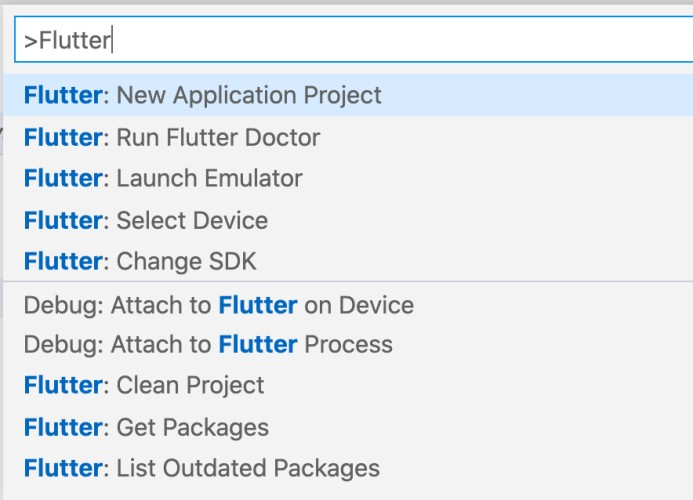 >Flutter
Flutter: New Application Project
Flutter: Run Flutter Doctor
Flutter: Launch Emulator
Flutter: Select Device
Flutter: Change SDK
Debug: Attach to Flutter on Device
Debug: Attach to Flutter Process
Flutter: Clean Project
Flutter: Get Packages
Flutter: List Outdated Packages